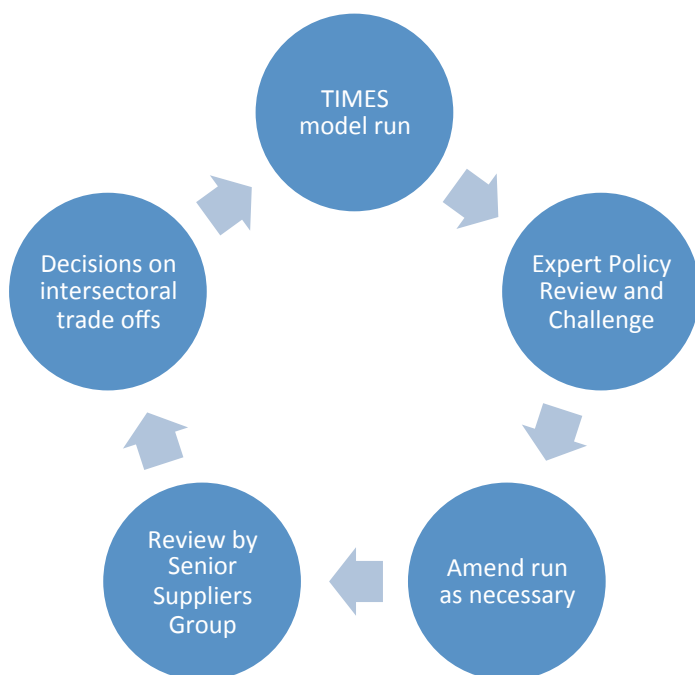 TIMES
model run
Expert Policy
Review and
Challenge
Amend run
as necessary
Review by
Senior
Suppliers
Group
Decisions on
intersectoral
trade offs